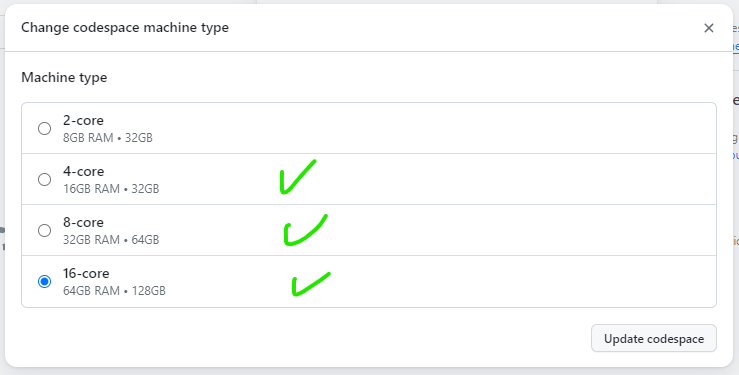 Change codespace machine type
Machine type
2-core
8GB RAM • 32GB
4-core
16GB RAM • 32GB
8-core
32GB RAM • 64GB
16-core
64GB RAM • 128GB
Update codespace